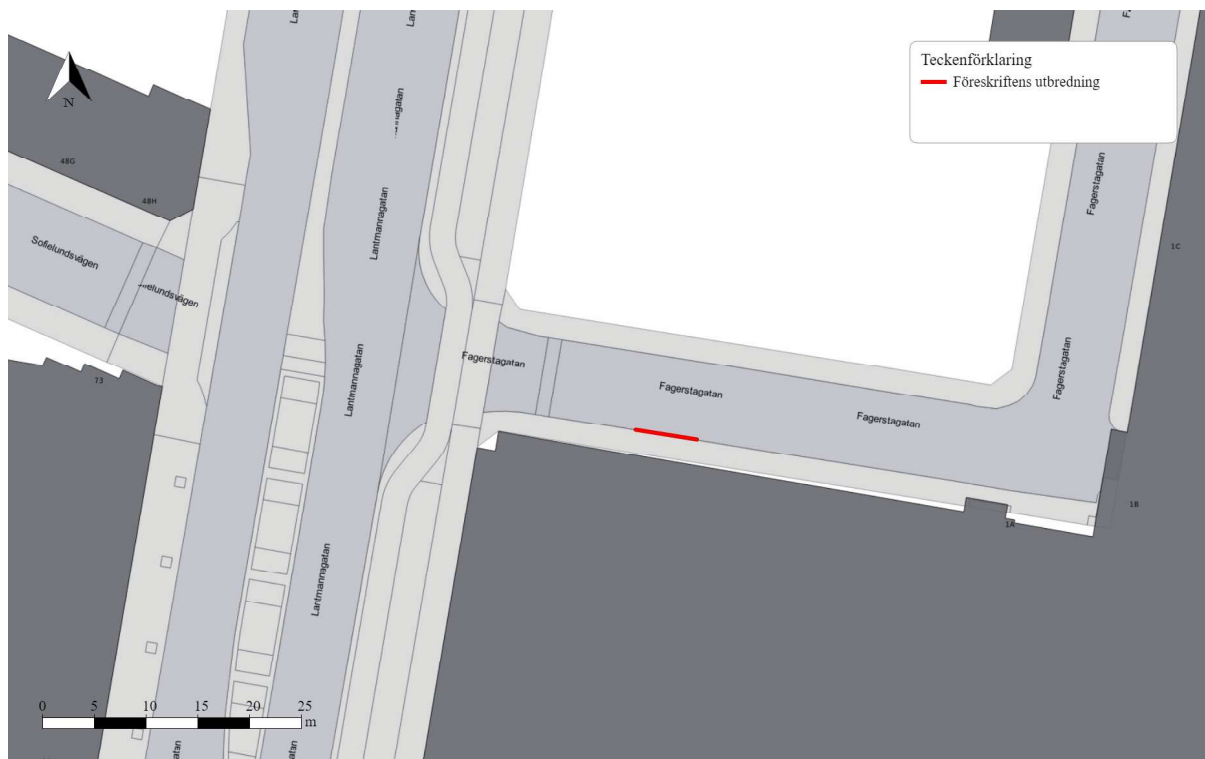 Teckenförklaring
Föreskriftens utbredning
N
48G
48H
Sofielundsvägen
73
Lantmannagatan
Lantmannagatan
Lantmannagatan
Fagerstagatan
Fagerstagatan
Fagerstagatan
Fagerstagatan
Fagerstagatan
1C
1B
1A
0 5 10 15 20 25
m